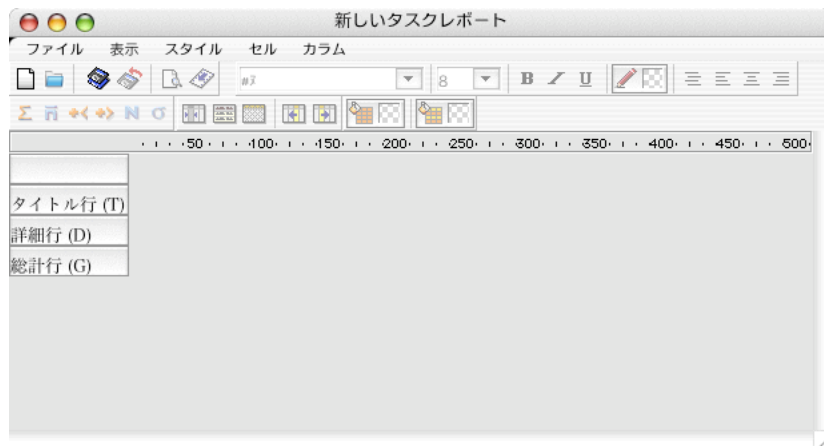 新しいタスクレポート
ファイル 表示 スタイル セル カラム
8 B I U
Σ n N σ
50 100 150 200 250 300 350 400 450 500
タイトル行 (T)
詳細行 (D)
総計行 (G)